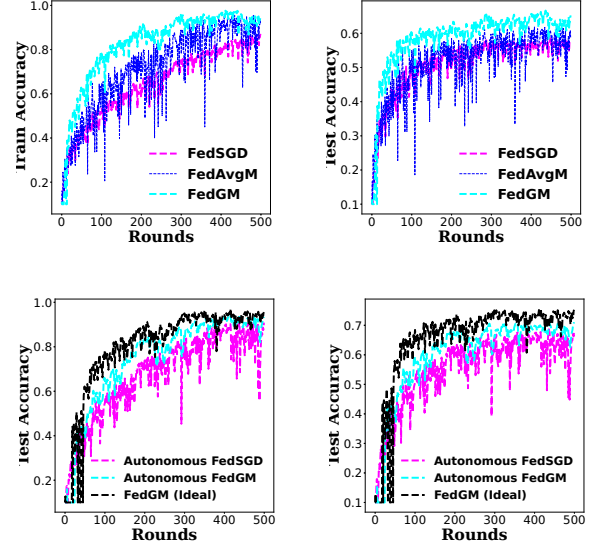 Train Accuracy
1.0
0.8
0.6
0.4
0.2
FedSGD
FedAvgM
FedGM
0 100 200 300 400 500
Rounds
Test Accuracy
0.6
0.5
0.4
0.3
0.2
0.1
FedSGD
FedAvgM
FedGM
0 100 200 300 400 500
Rounds
Test Accuracy
1.0
0.8
0.6
0.4
0.2
Autonomous FedSGD
Autonomous FedGM
FedGM (Ideal)
0 100 200 300 400 500
Rounds
Test Accuracy
0.7
0.6
0.5
0.4
0.3
0.2
0.1
Autonomous FedSGD
Autonomous FedGM
FedGM (Ideal)
0 100 200 300 400 500
Rounds